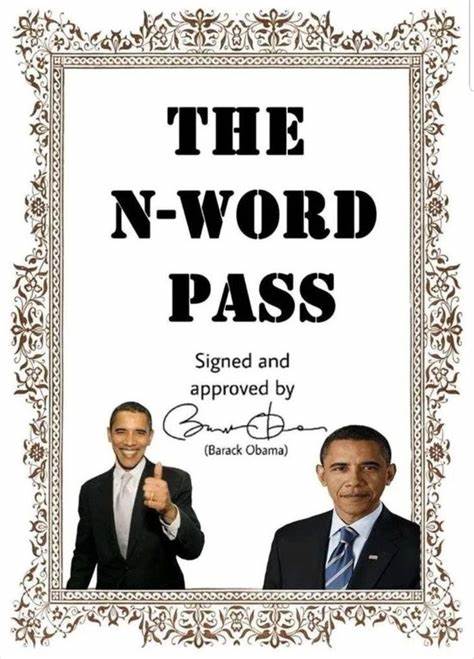 THE
N-WORD
PASS
Signed and
approved by
(Barack Obama)